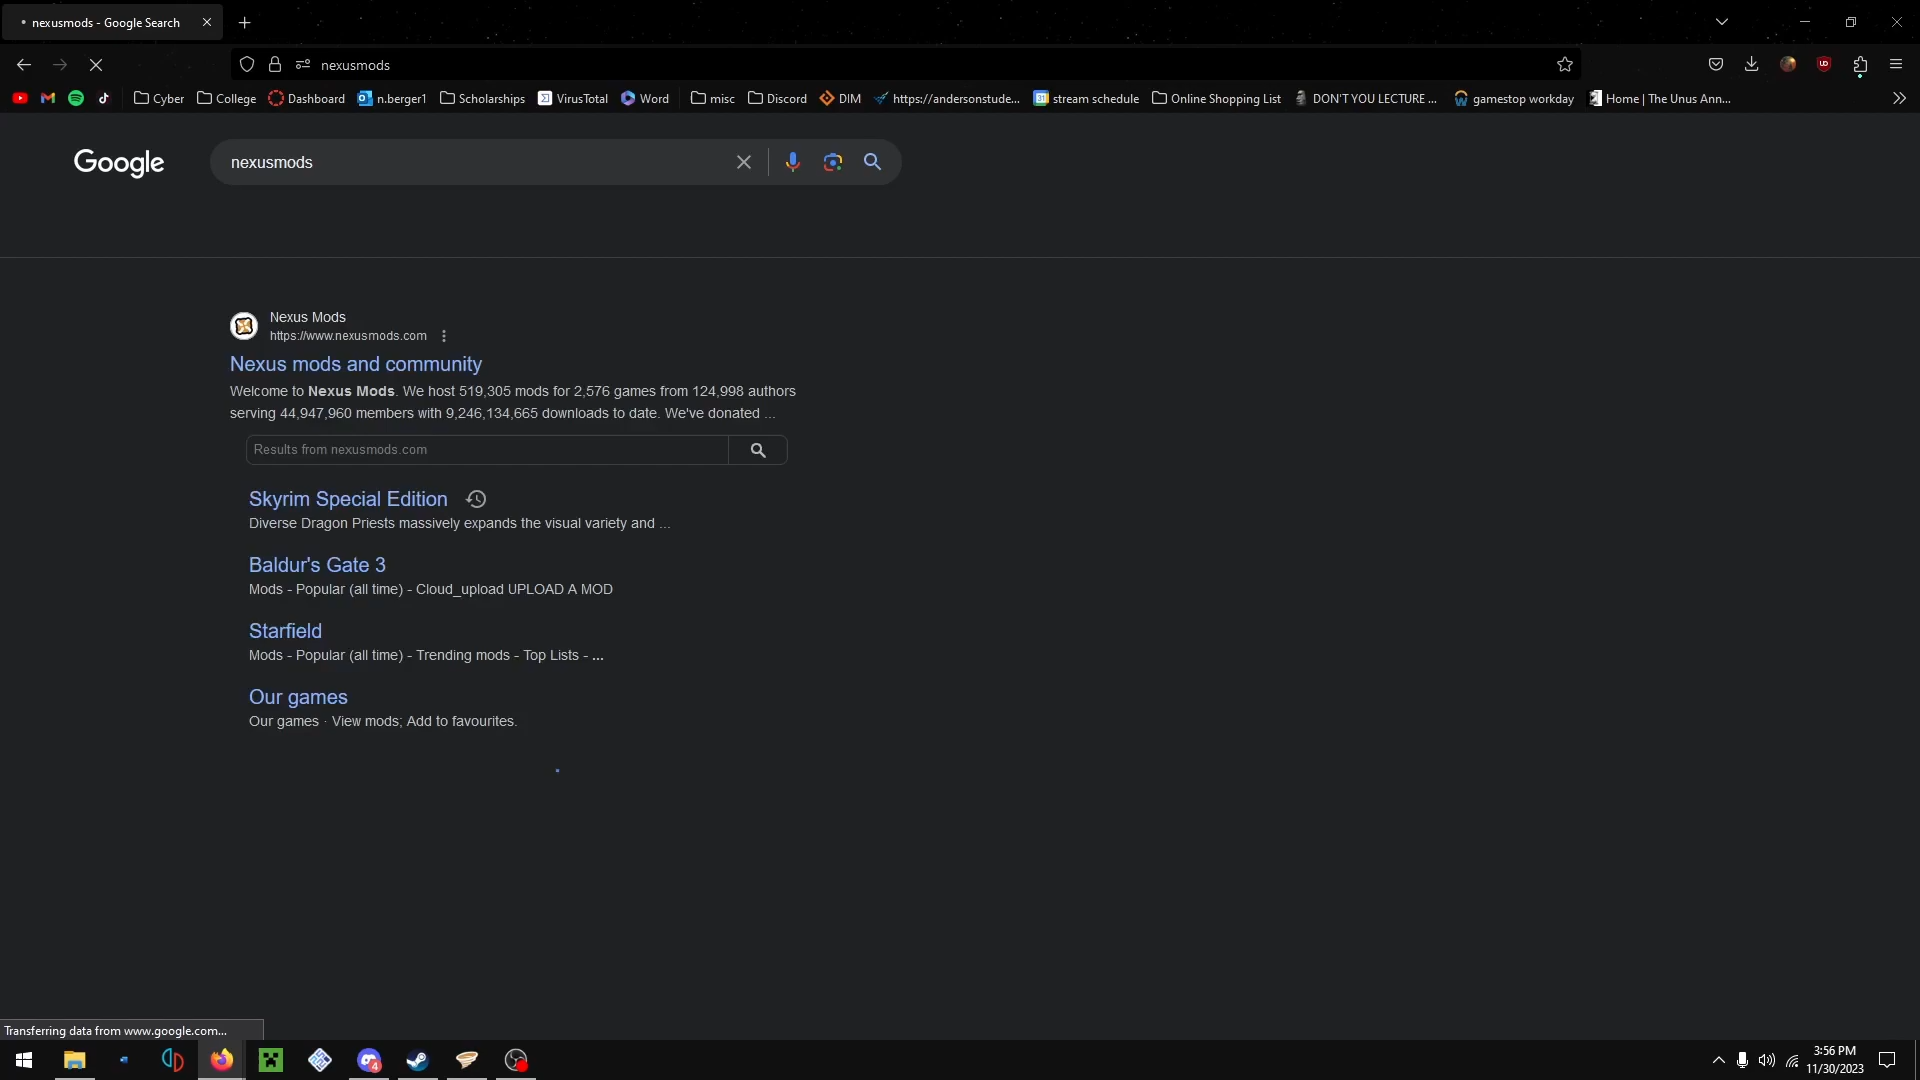 nexusmods - Google Search
nexusmods
Cyber College Dashboard n.berger1 Scholarships VirusTotal Word misc Discord DIM https://andersonstude... stream schedule Online Shopping List DON'T YOU LECTURE ... gamestop workday Home | The Unus Ann...
Google
nexusmods
Nexus Mods
https://www.nexusmods.com
Nexus mods and community
Welcome to Nexus Mods. We host 519,305 mods for 2,576 games from 124,998 authors
serving 44,947,960 members with 9,246,134,665 downloads to date. We've donated ...
Results from nexusmods.com
Skyrim Special Edition
Diverse Dragon Priests massively expands the visual variety and ...
Baldur's Gate 3
Mods - Popular (all time) - Cloud_upload UPLOAD A MOD
Starfield
Mods - Popular (all time) - Trending mods - Top Lists - ...
Our games
Our games · View mods; Add to favourites.
Transferring data from www.google.com...
4
3:56 PM
11/30/2023